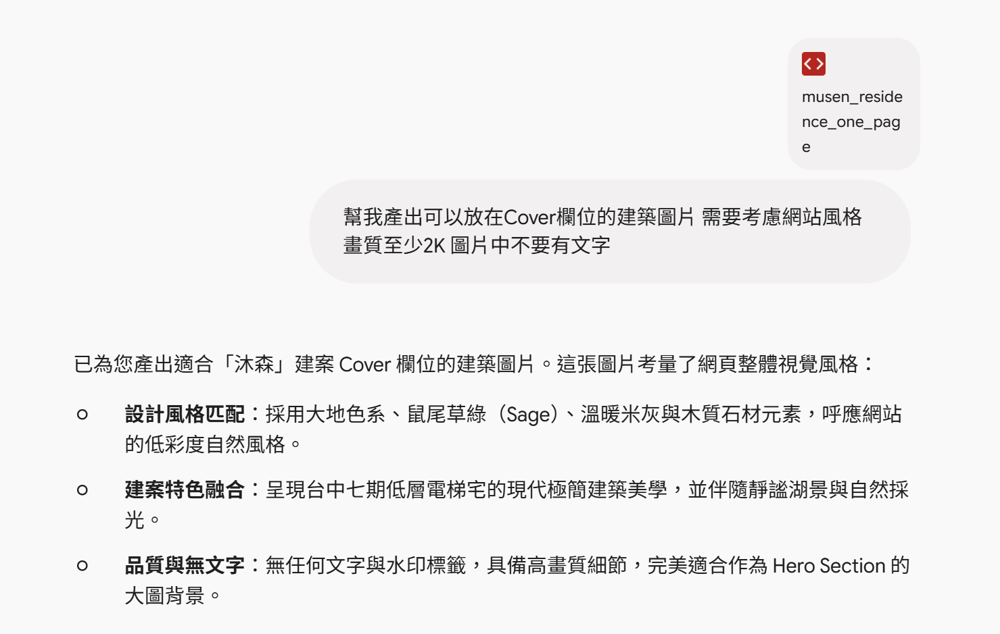 musen_reside
nce_one_pag
e
幫我產出可以放在Cover欄位的建築圖片 需要考慮網站風格
畫質至少2K 圖片中不要有文字
已為您產出適合「沐森」建案 Cover 欄位的建築圖片。這張圖片考量了網頁整體視覺風格：
設計風格匹配：採用大地色系、鼠尾草綠（Sage）、溫暖米灰與木質石材元素，呼應網站
的低彩度自然風格。
建案特色融合：呈現台中七期低層電梯宅的現代極簡建築美學，並伴隨靜謐湖景與自然採
光。
品質與無文字：無任何文字與水印標籤，具備高畫質細節，完美適合作為 Hero Section 的
大圖背景。